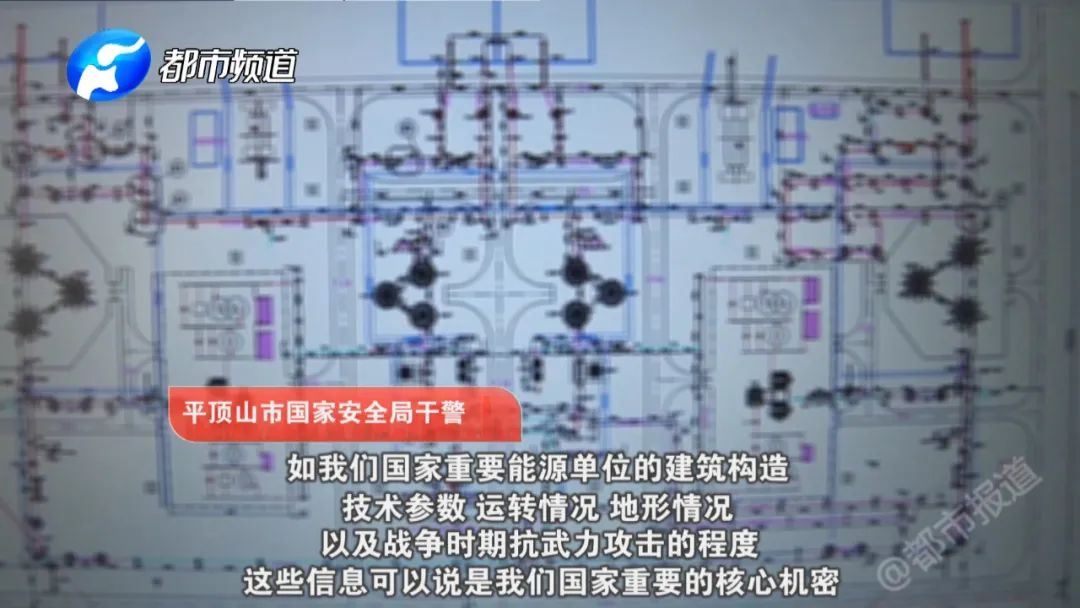 都市频道
平顶山市国家安全局干警
如我们国家重要能源单位的建筑构造
技术参数 运转情况 地形情况
以及战争时期抗武力攻击的程度
这些信息可以说是我们国家重要的核心机密
@都市报道